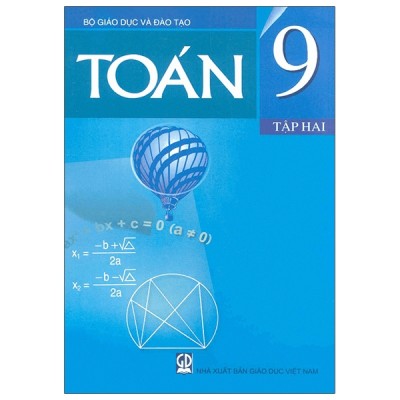 BỘ GIÁO DỤC VÀ ĐÀO TẠO
TOÁN 9
TẬP HAI
bx + c = 0 (a ≠ 0)
x₁ = (−b+√Δ)/2a
x₂ = (−b−√Δ)/2a
GD
NHÀ XUẤT BẢN GIÁO DỤC VIỆT NAM